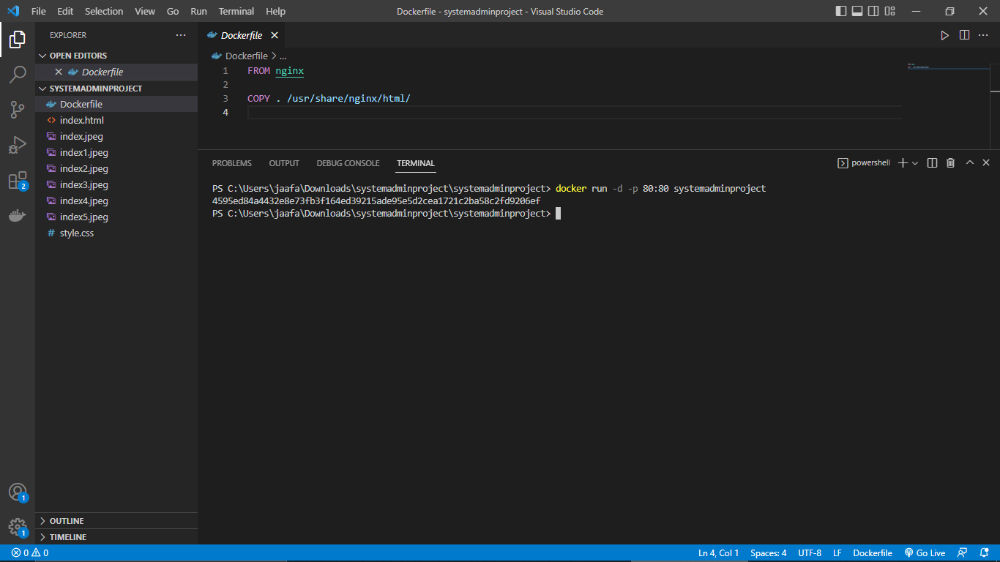 File Edit Selection View Go Run Terminal Help
Dockerfile - systemadminproject - Visual Studio Code
EXPLORER
OPEN EDITORS
Dockerfile
SYSTEMADMINPROJECT
Dockerfile
index.html
index.jpeg
index1.jpeg
index2.jpeg
index3.jpeg
index4.jpeg
index5.jpeg
# style.css
OUTLINE
TIMELINE
2
1
1
Dockerfile
Dockerfile > ...
1 FROM nginx
2
3 COPY . /usr/share/nginx/html/
4
PROBLEMS OUTPUT DEBUG CONSOLE TERMINAL
powershell
PS C:\Users\jaafa\Downloads\systemadminproject\systemadminproject> docker run -d -p 80:80 systemadminproject
4595ed84a4432e8e73fb3f164ed39215ade95e5d2cea1721c2ba58c2fd9206ef
PS C:\Users\jaafa\Downloads\systemadminproject\systemadminproject>
0 0
Ln 4, Col 1 Spaces: 4 UTF-8 LF Dockerfile Go Live